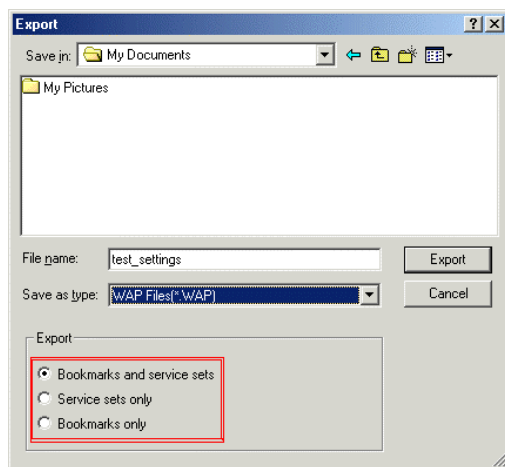 Export
Save in: My Documents
My Pictures
File name: test_settings Export
Save as type: WAP Files(*.WAP) Cancel
Export
Bookmarks and service sets
Service sets only
Bookmarks only